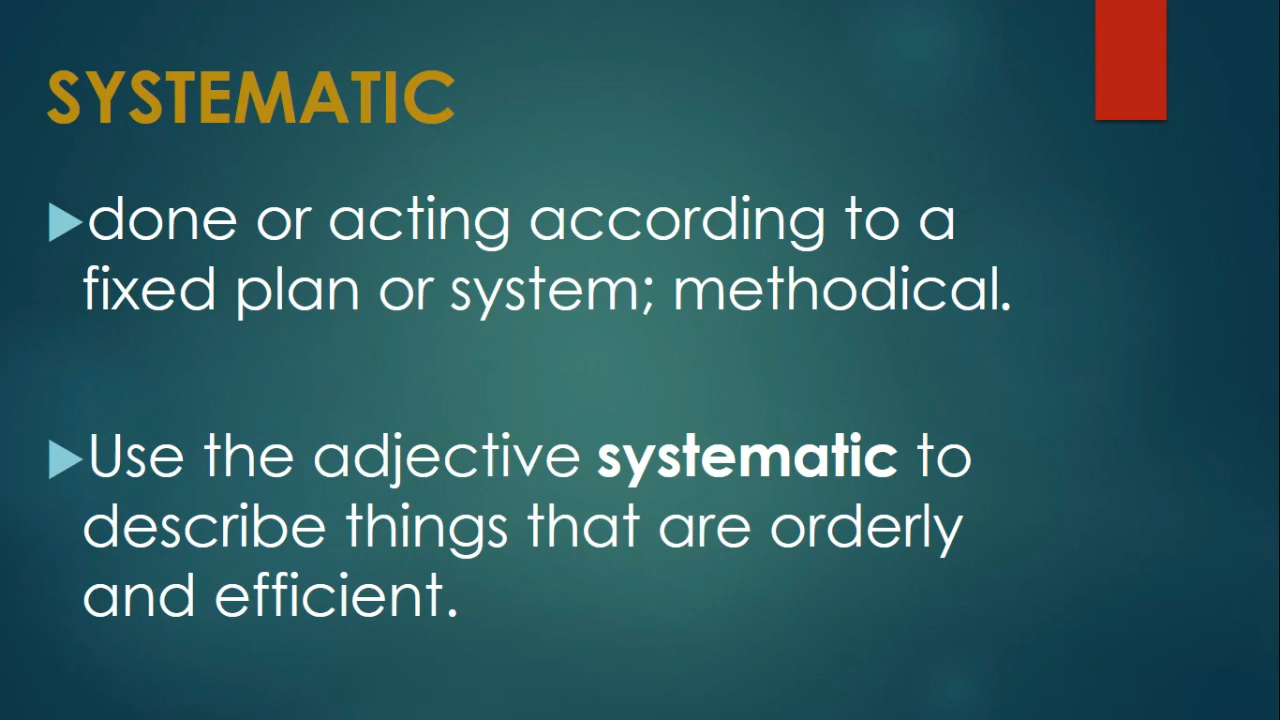 SYSTEMATIC
done or acting according to a
fixed plan or system; methodical.
Use the adjective systematic to
describe things that are orderly
and efficient.